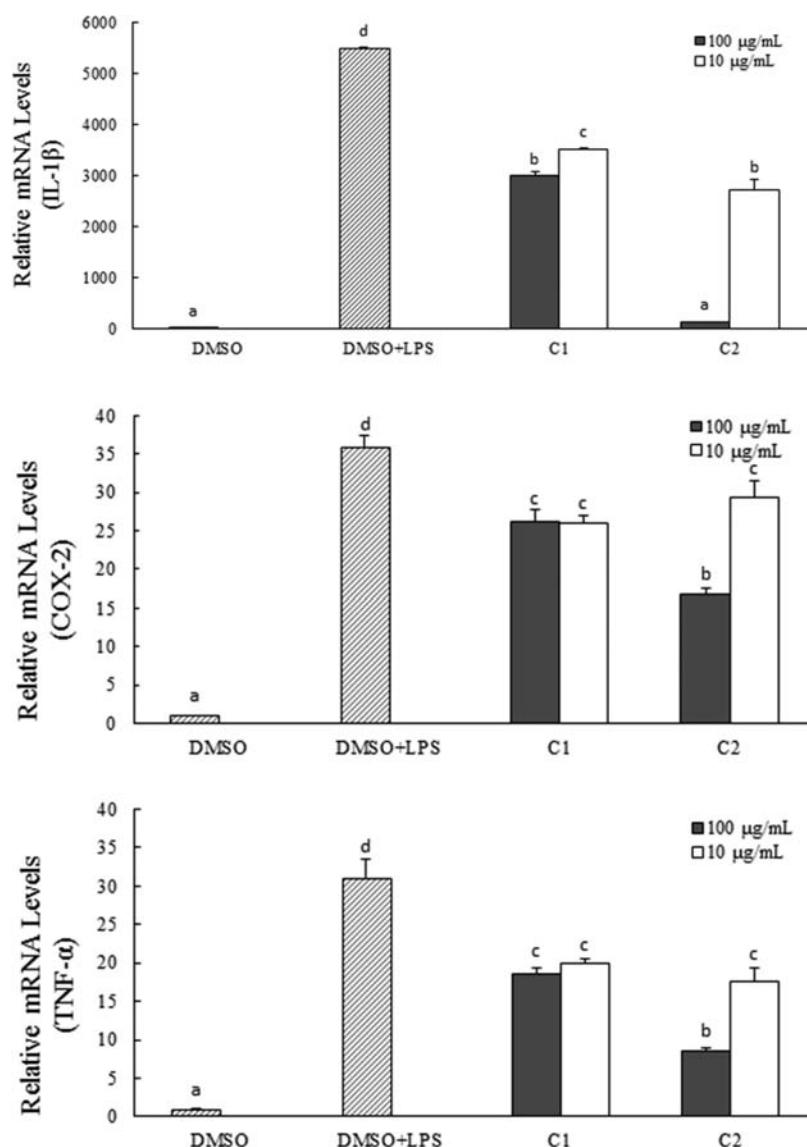 Relative mRNA Levels
(IL-1β)
6000
5000
4000
3000
2000
1000
0
d
100 μg/mL
10 μg/mL
c
b
b
a
a
DMSO
DMSO+LPS
C1
C2
Relative mRNA Levels
(COX-2)
40
35
30
25
20
15
10
5
0
d
100 μg/mL
10 μg/mL
c
c
c
b
a
DMSO
DMSO+LPS
C1
C2
Relative mRNA Levels
(TNF-α)
40
35
30
25
20
15
10
5
0
d
100 μg/mL
10 μg/mL
c
c
c
b
a
DMSO
DMSO+LPS
C1
C2